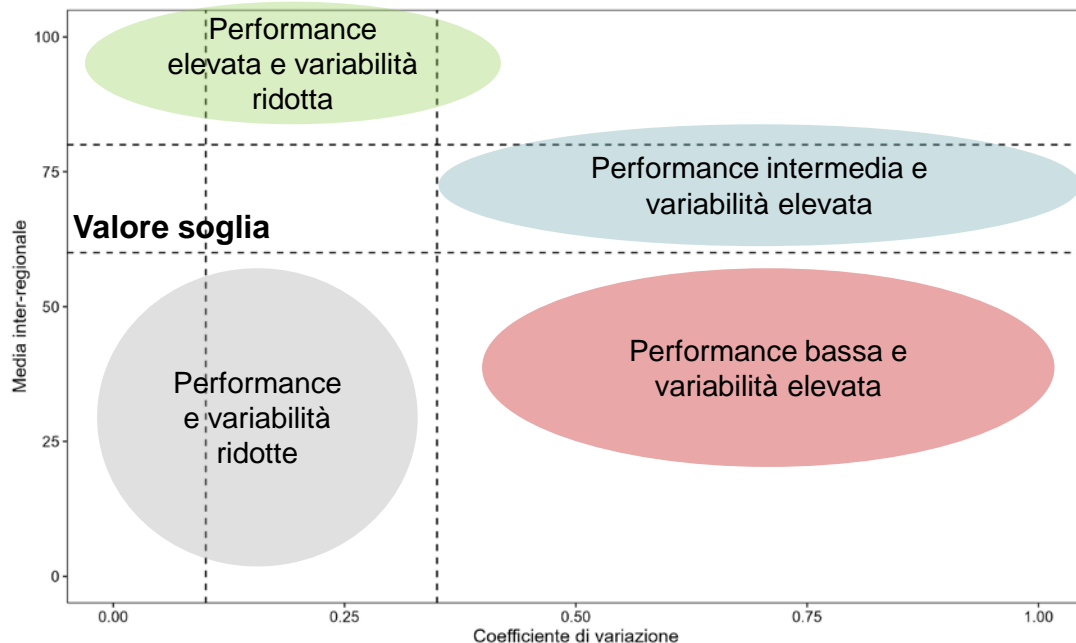 Performance
elevata e variabilità
ridotta
Performance intermedia e
variabilità elevata
Valore soglia
Performance bassa e
variabilità elevata
Performance
e variabilità
ridotte
Media inter-regionale
100
75
50
25
0
0.00
0.25
0.50
0.75
1.00
Coefficiente di variazione